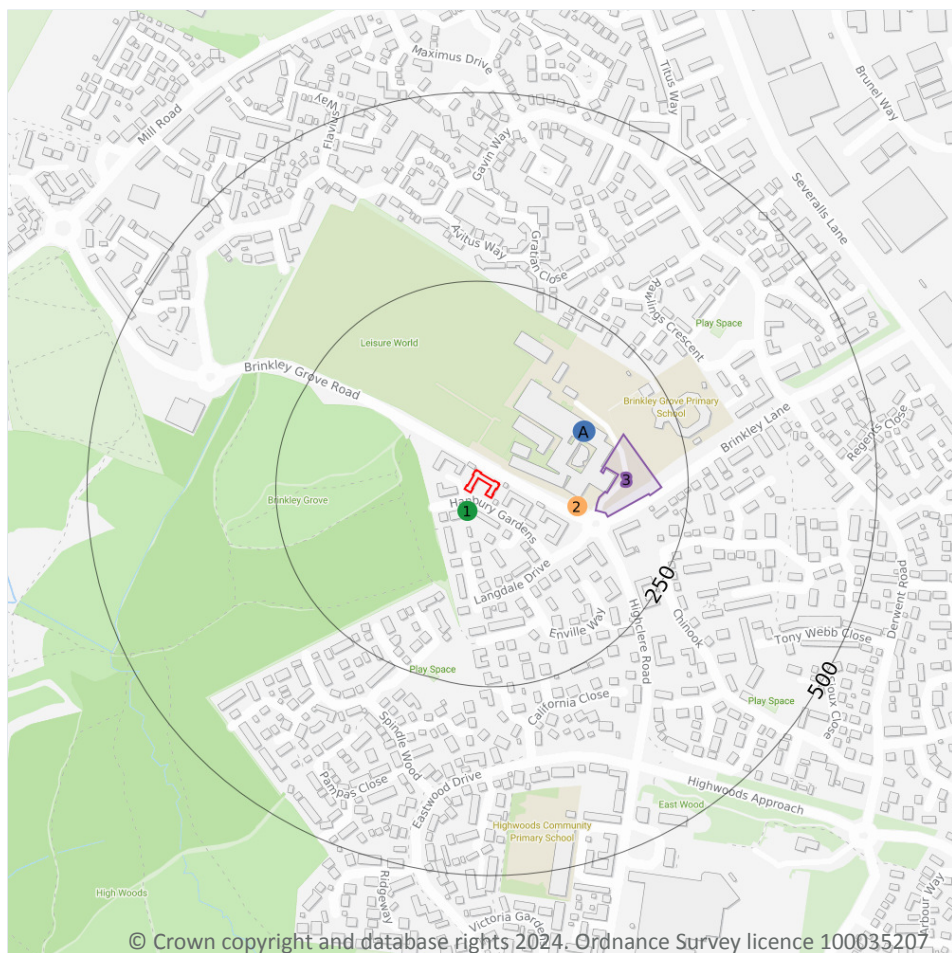 Maximus Drive
Titus Way
Brunel Way
Mill Road
Flavius Way
Gavin Way
Severalls Lane
Avitus Way
Gratian Close
Rawlings Crescent
Play Space
Leisure World
Brinkley Grove Road
Brinkley Grove Primary
School
Brinkley Lane
Regents Close
A
3
2
1
Brinkley Grove
Hanbury Gardens
Langdale Drive
250
Enville Way
Highclere Road
Chinook
Tony Webb Close
Derwent Road
500
Play Space
California Close
Play Space
Spindle Wood
Pampas Close
Eastwood Drive
Highwoods Approach
East Wood
Highwoods Community
Primary School
High Woods
Ridgeway
Victoria Garde
Arbour Way
© Crown copyright and database rights 2024. Ordnance Survey licence 100035207